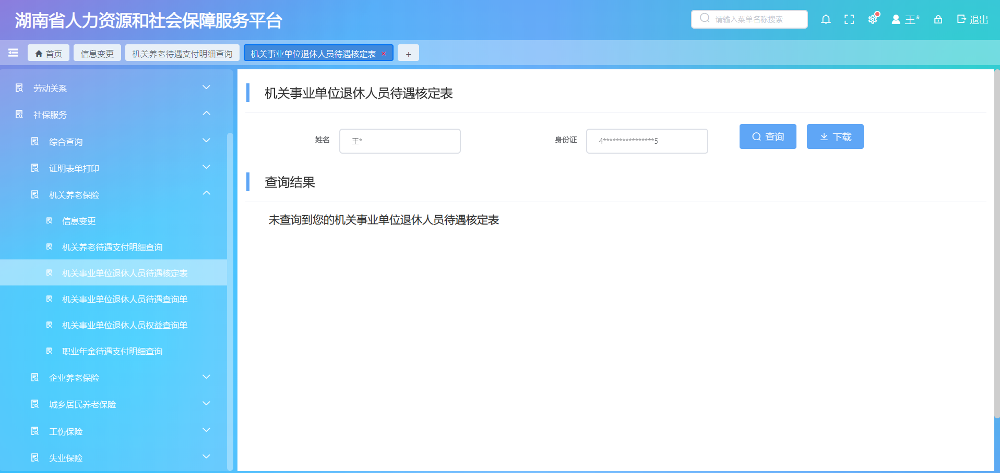 湖南省人力资源和社会保障服务平台
请输入菜单名称搜索
王*
退出
首页
信息变更
机关养老待遇支付明细查询
机关事业单位退休人员待遇核定表 ×
+
劳动关系
社保服务
综合查询
证明表单打印
机关养老保险
信息变更
机关养老待遇支付明细查询
机关事业单位退休人员待遇核定表
机关事业单位退休人员待遇查询单
机关事业单位退休人员权益查询单
职业年金待遇支付明细查询
企业养老保险
城乡居民养老保险
工伤保险
失业保险
机关事业单位退休人员待遇核定表
姓名 王*
身份证 4****************5
查询
下载
查询结果
未查询到您的机关事业单位退休人员待遇核定表